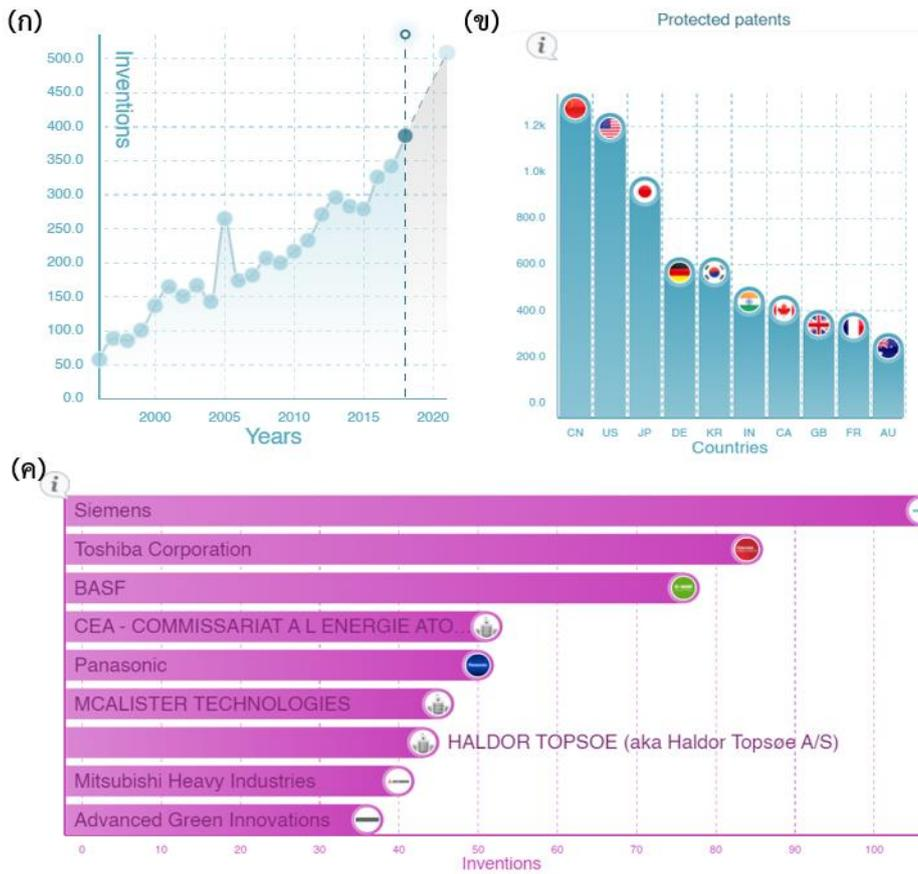 (ก)
Inventions
500.0
450.0
400.0
350.0
300.0
250.0
200.0
150.0
100.0
50.0
0.0
2000 2005 2010 2015 2020
Years
(ข)
Protected patents
i
1.2k
1.0k
800.0
600.0
400.0
200.0
0.0
CN US JP DE KR IN CA GB FR AU
Countries
(ค)
i
Siemens
Toshiba Corporation
BASF
CEA - COMMISSARIAT A L ENERGIE ATO...
Panasonic
MCALISTER TECHNOLOGIES
HALDOR TOPSOE (aka Haldor Topsøe A/S)
Mitsubishi Heavy Industries
Advanced Green Innovations
0 10 20 30 40 50 60 70 80 90 100
Inventions